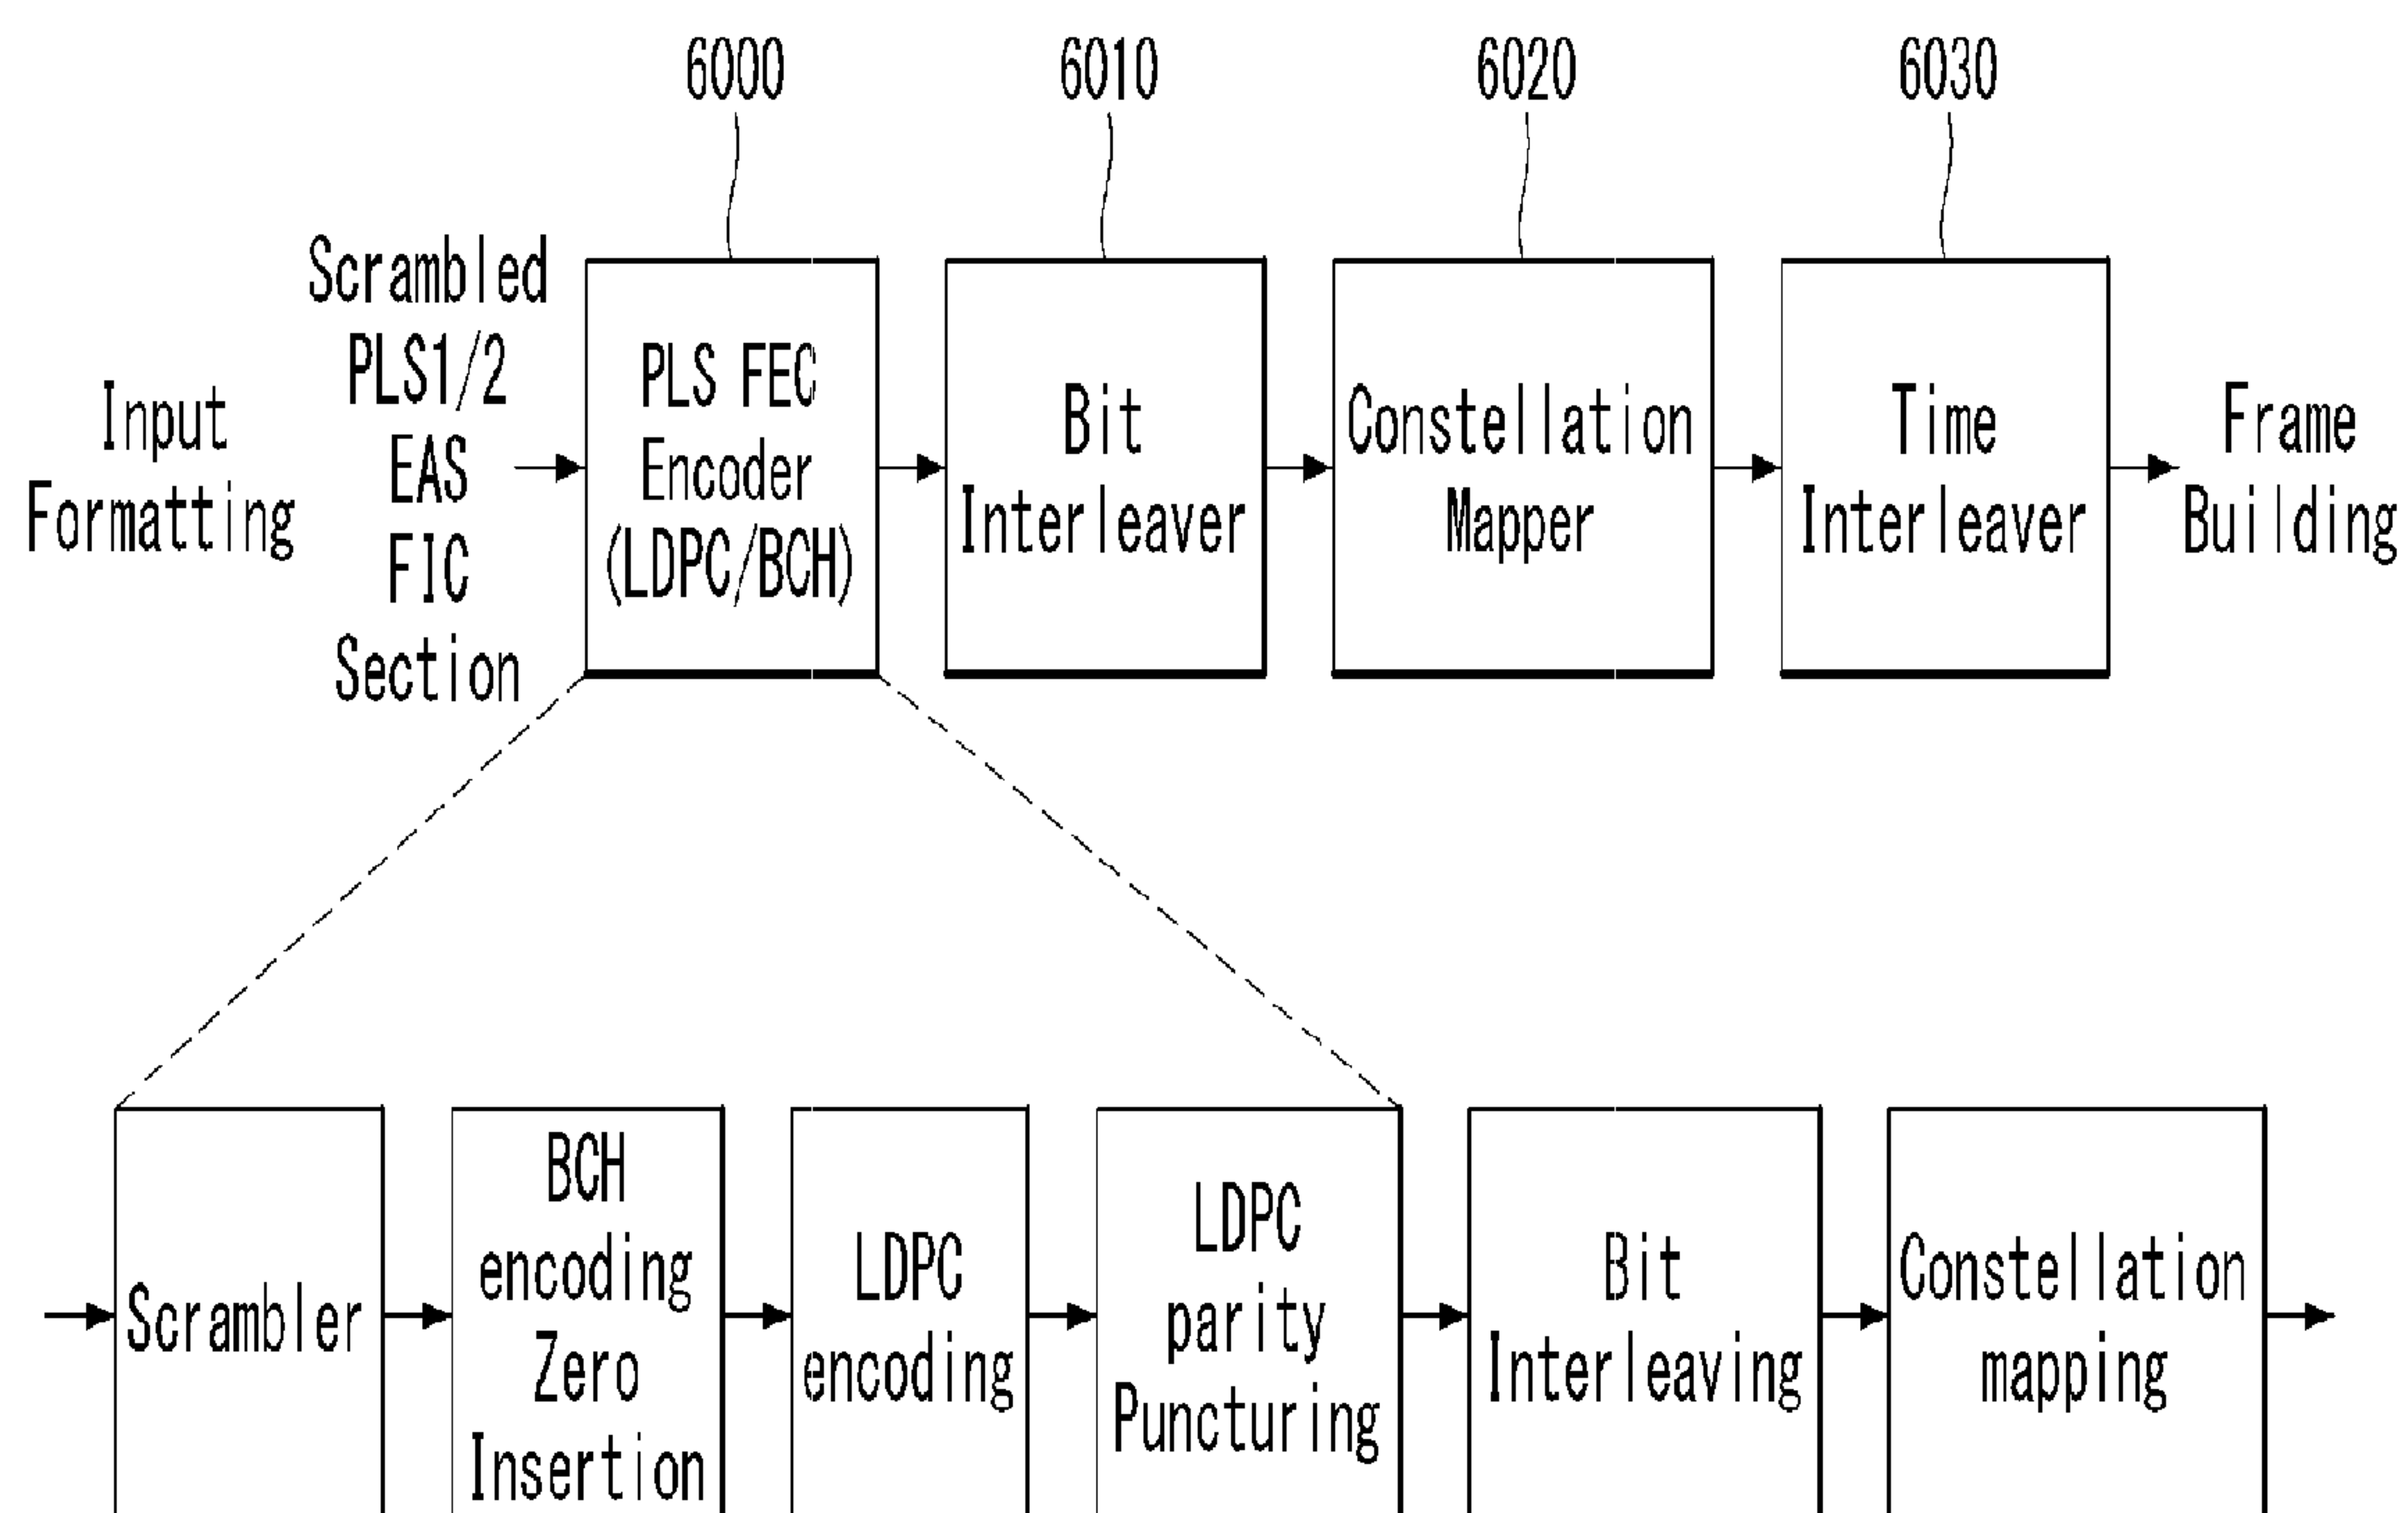 6000
6010
6020
6030
Input
Formatting
Scrambled
PLS1/2
EAS
FIC
Section
PLS FEC
Encoder
(LDPC/BCH)
Bit
Interleaver
Constellation
Mapper
Time
Interleaver
Frame
Building
Scrambler
BCH
encoding
Zero
Insertion
LDPC
encoding
LDPC
parity
Puncturing
Bit
Interleaving
Constellation
mapping